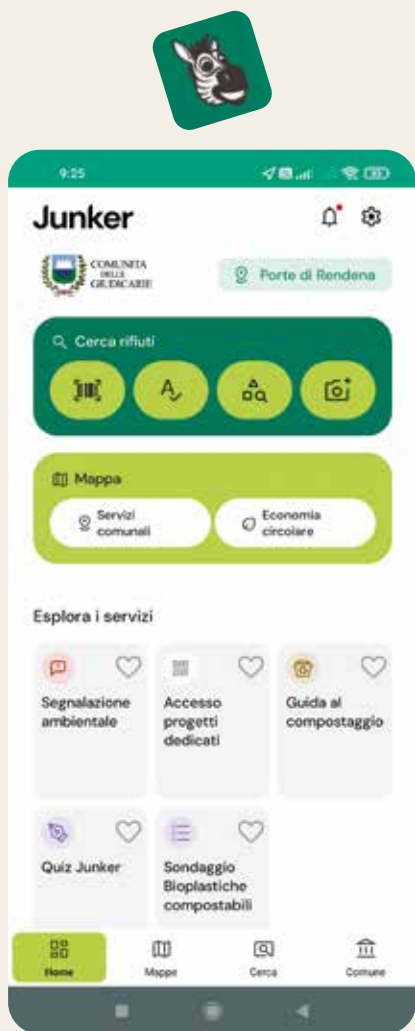 9:25
Junker
COMUNITÀ
DELLE
GIUDICARIE
Porte di Rendena
Cerca rifiuti
Mappa
Servizi
comunali
Economia
circolare
Esplora i servizi
Segnalazione
ambientale
Accesso
progetti
dedicati
Guida al
compostaggio
Quiz Junker
Sondaggio
Bioplastiche
compostabili
Home
Mappe
Cerca
Comune